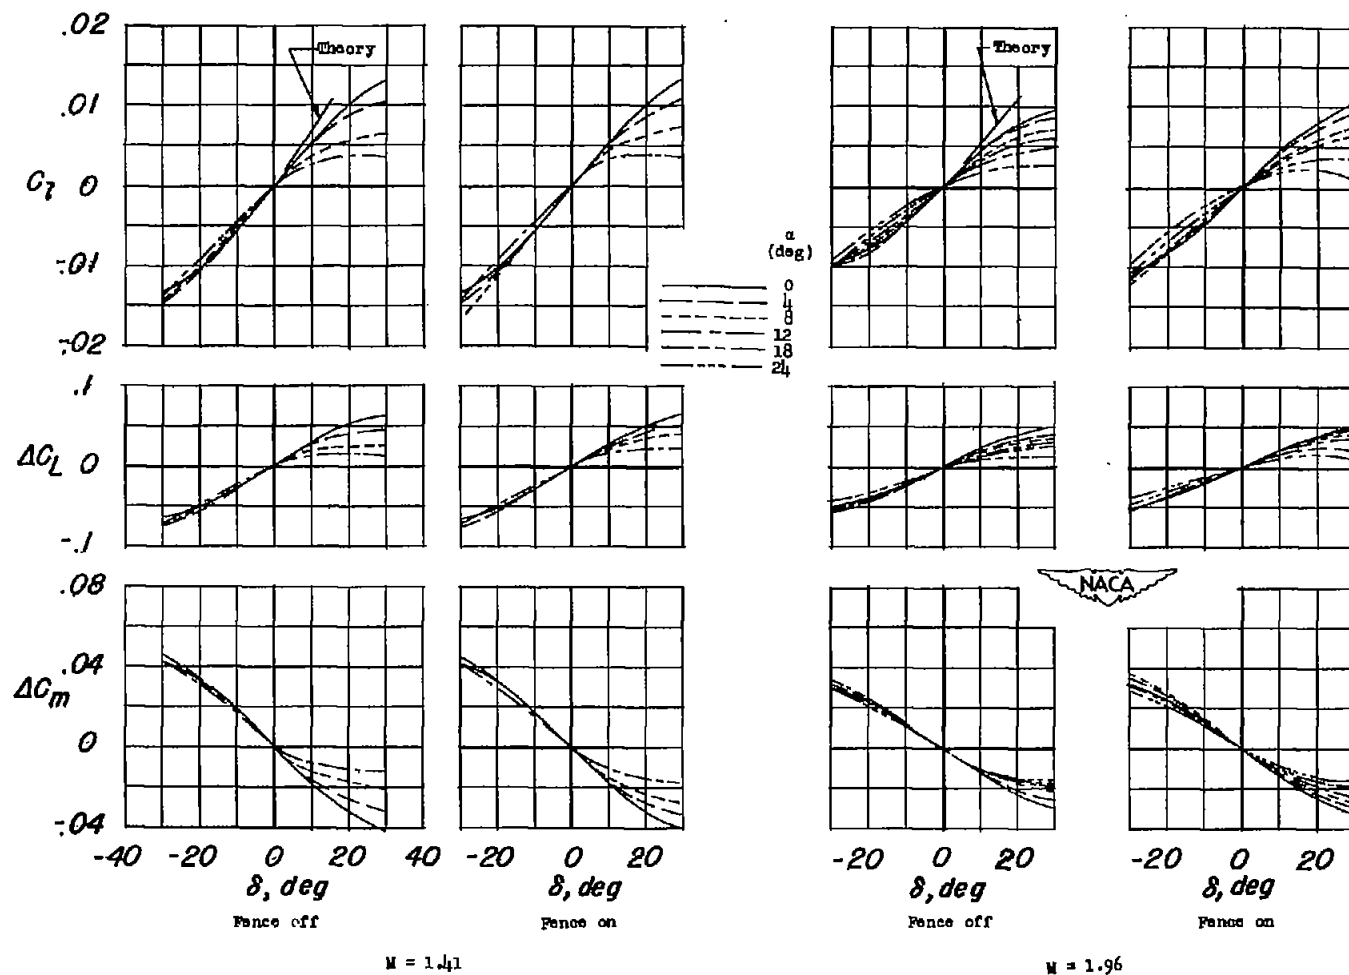 .02
.01
Cl 0
-.01
-.02
Theory
Theory
α
(deg)
0
4
8
12
18
24
.1
ΔCL 0
-.1
.08
.04
ΔCm
0
-.04
NACA
-40 -20 0 20 40
-20 0 20
-20 0 20
-20 0 20
δ, deg
δ, deg
δ, deg
δ, deg
Fence off
Fence on
Fence off
Fence on
M = 1.41
M = 1.96